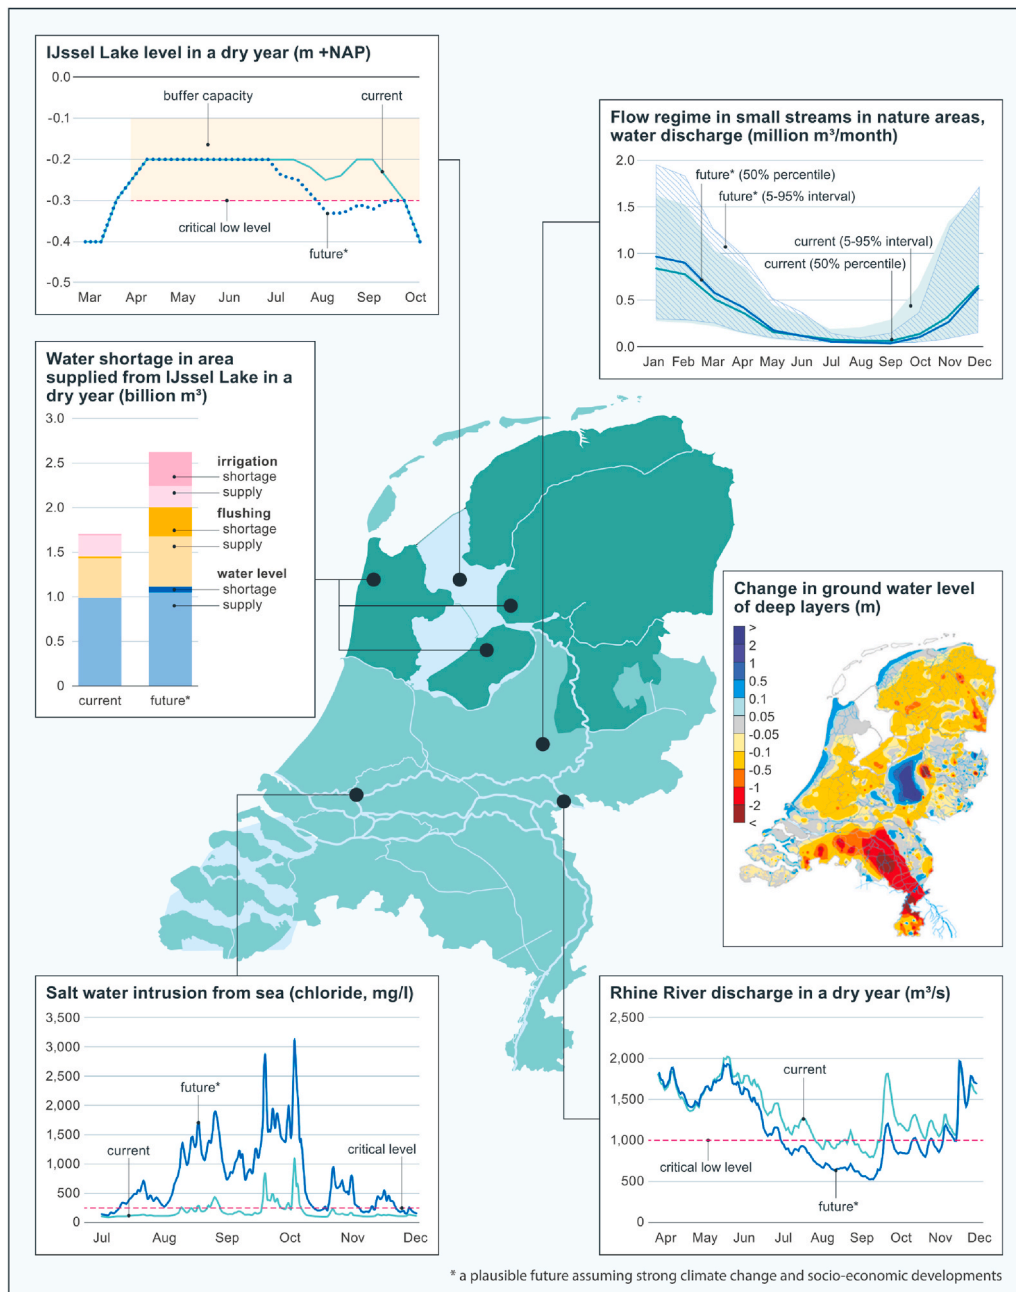 IJssel Lake level in a dry year (m +NAP)
0.0
-0.1
-0.2
-0.3
-0.4
-0.5
buffer capacity
current
critical low level
future*
Mar Apr May Jun Jul Aug Sep Oct
Flow regime in small streams in nature areas,
water discharge (million m³/month)
2.0
1.5
1.0
0.5
0.0
future* (50% percentile)
future* (5-95% interval)
current (5-95% interval)
current (50% percentile)
Jan Feb Mar Apr May Jun Jul Aug Sep Oct Nov Dec
Water shortage in area
supplied from IJssel Lake in a
dry year (billion m³)
3.0
2.5
2.0
1.5
1.0
0.5
0
irrigation
shortage
supply
flushing
shortage
supply
water level
shortage
supply
current future*
Change in ground water level
of deep layers (m)
>
2
1
0.5
0.1
0.05
-0.05
-0.1
-0.5
-1
-2
<
Salt water intrusion from sea (chloride, mg/l)
3,500
3,000
2,500
2,000
1,500
1,000
500
0
future*
current
critical level
Jul Aug Sep Oct Nov Dec
Rhine River discharge in a dry year (m³/s)
2,500
2,000
1,500
1,000
500
0
current
critical low level
future*
Apr May Jun Jul Aug Sep Oct Nov Dec
* a plausible future assuming strong climate change and socio-economic developments